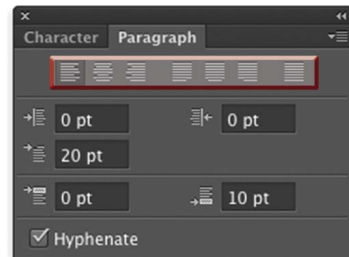 Character Paragraph
0 pt 0 pt
20 pt
0 pt 10 pt
Hyphenate